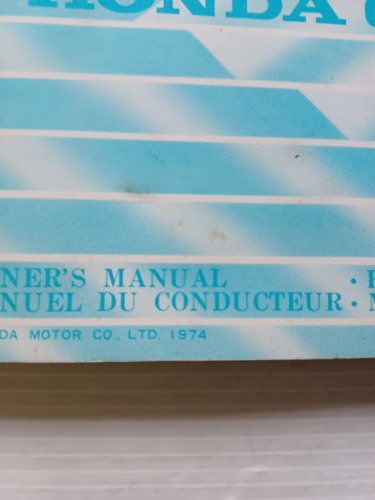 HONDA
NER'S MANUAL ·
NUEL DU CONDUCTEUR ·
DA MOTOR CO., LTD. 1974